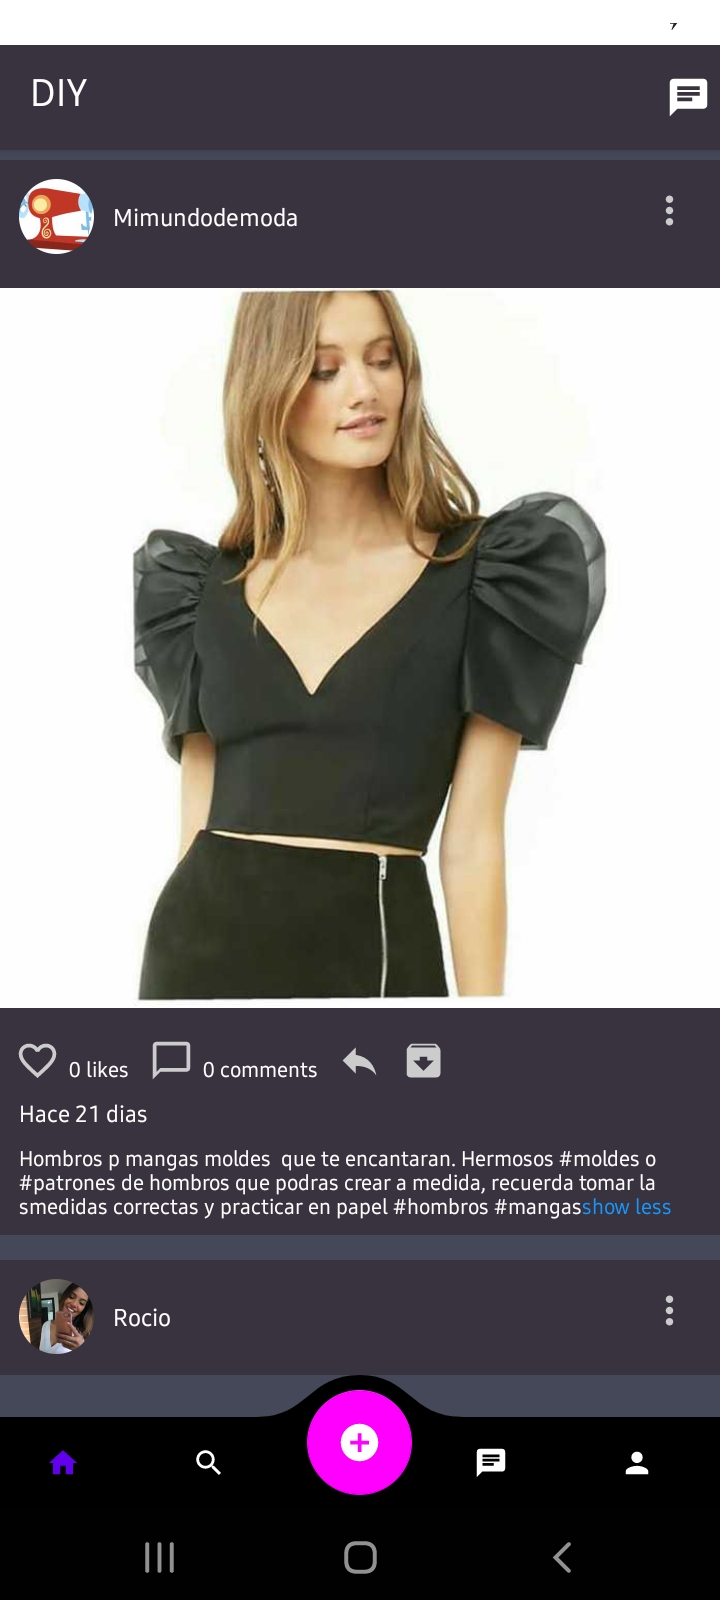 DIY
Mimundodemoda
0 likes
0 comments
Hace 21 dias
Hombros p mangas moldes  que te encantaran. Hermosos #moldes o
#patrones de hombros que podras crear a medida, recuerda tomar la
smedidas correctas y practicar en papel #hombros #mangasshow less
Rocio